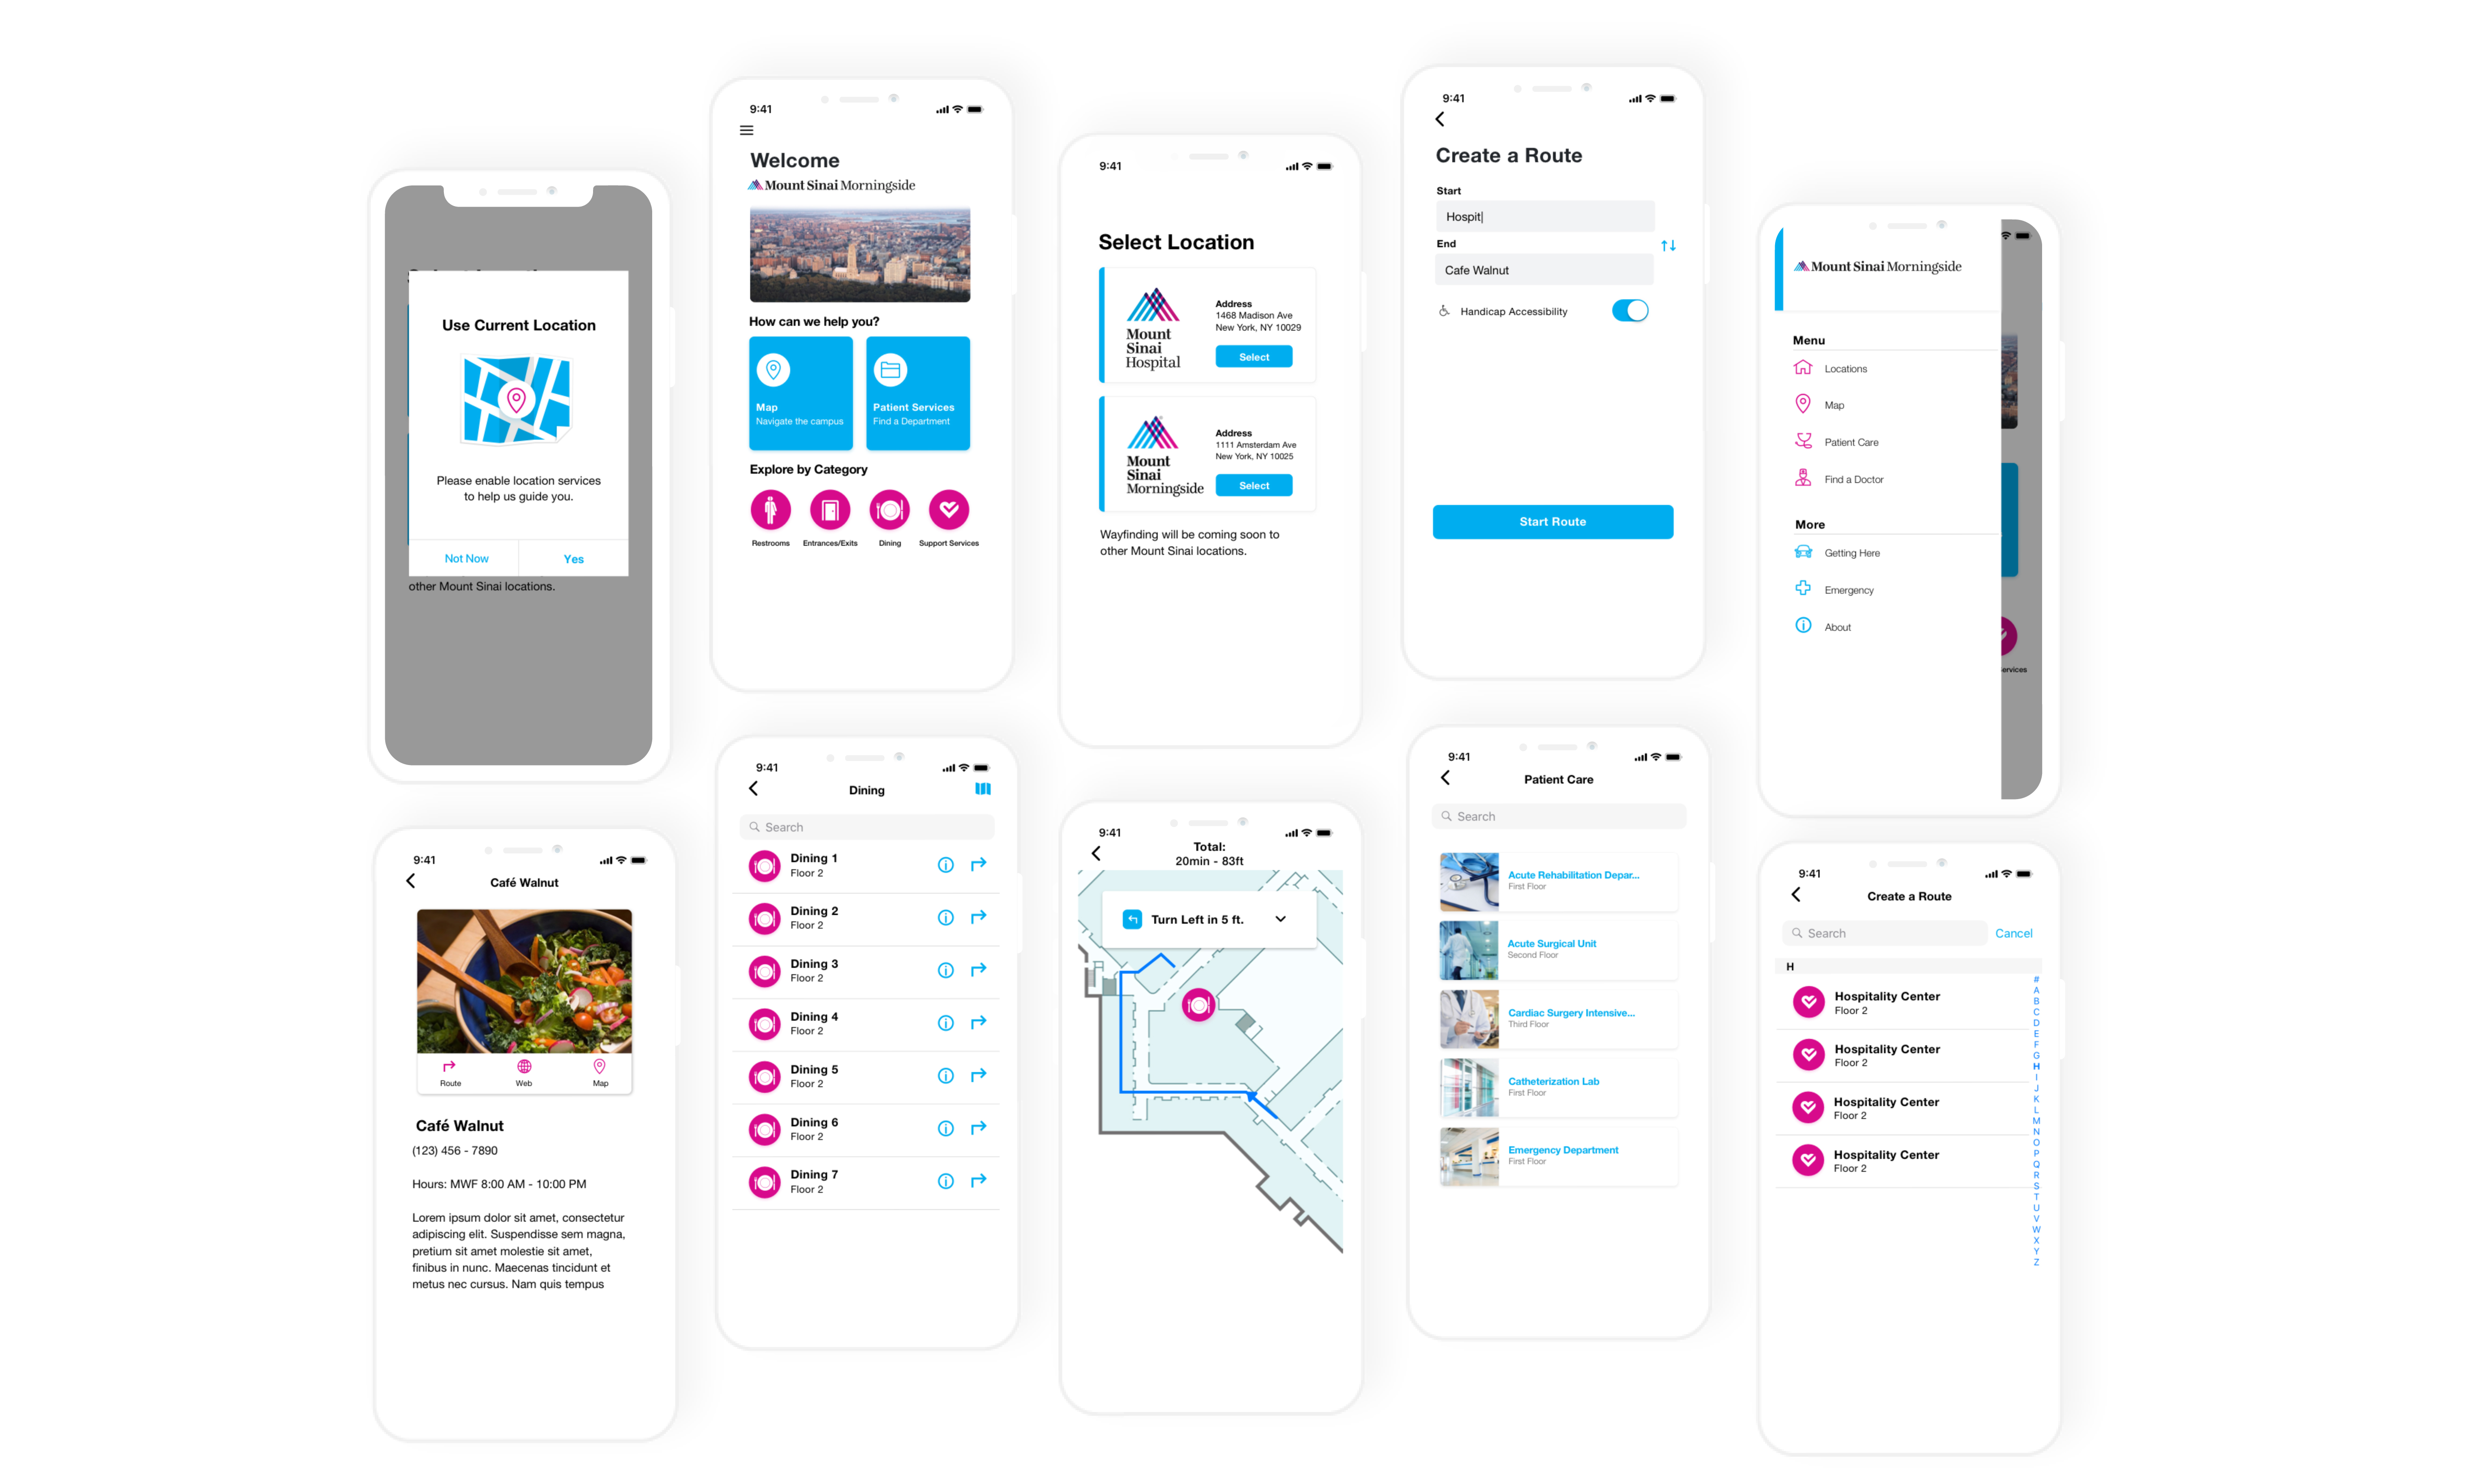 Use Current Location
Please enable location services
to help us guide you.
Not Now
Yes
other Mount Sinai locations.
9:41
Welcome
Mount Sinai Morningside
How can we help you?
Map
Navigate the campus
Patient Services
Find a Department
Explore by Category
Restrooms
Entrances/Exits
Dining
Support Services
9:41
Select Location
Mount
Sinai
Hospital
Address
1468 Madison Ave
New York, NY 10029
Select
Mount
Sinai
Morningside
Address
1111 Amsterdam Ave
New York, NY 10025
Select
Wayfinding will be coming soon to
other Mount Sinai locations.
9:41
Create a Route
Start
Hospit
End
Cafe Walnut
Handicap Accessibility
Start Route
Mount Sinai Morningside
Menu
Locations
Map
Patient Care
Find a Doctor
More
Getting Here
Emergency
About
ervices
9:41
Café Walnut
Route
Web
Map
Café Walnut
(123) 456 - 7890
Hours: MWF 8:00 AM - 10:00 PM
Lorem ipsum dolor sit amet, consectetur
adipiscing elit. Suspendisse sem magna,
pretium sit amet molestie sit amet,
finibus in nunc. Maecenas tincidunt et
metus nec cursus. Nam quis tempus
9:41
Dining
Search
Dining 1
Floor 2
Dining 2
Floor 2
Dining 3
Floor 2
Dining 4
Floor 2
Dining 5
Floor 2
Dining 6
Floor 2
Dining 7
Floor 2
9:41
Total:
20min - 83ft
Turn Left in 5 ft.
9:41
Patient Care
Search
Acute Rehabilitation Depar...
First Floor
Acute Surgical Unit
Second Floor
Cardiac Surgery Intensive...
Third Floor
Catheterization Lab
First Floor
Emergency Department
First Floor
9:41
Create a Route
Search
Cancel
H
Hospitality Center
Floor 2
Hospitality Center
Floor 2
Hospitality Center
Floor 2
Hospitality Center
Floor 2
#
A
B
C
D
E
F
G
H
I
J
K
L
M
N
O
P
Q
R
S
T
U
V
W
X
Y
Z